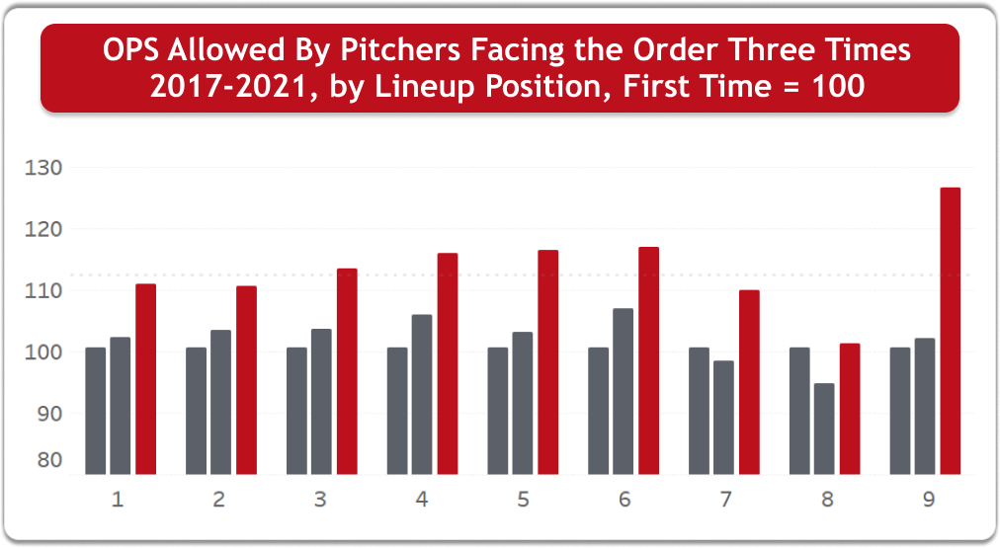 OPS Allowed By Pitchers Facing the Order Three Times
2017-2021, by Lineup Position, First Time = 100
130
120
110
100
90
80
1 2 3 4 5 6 7 8 9